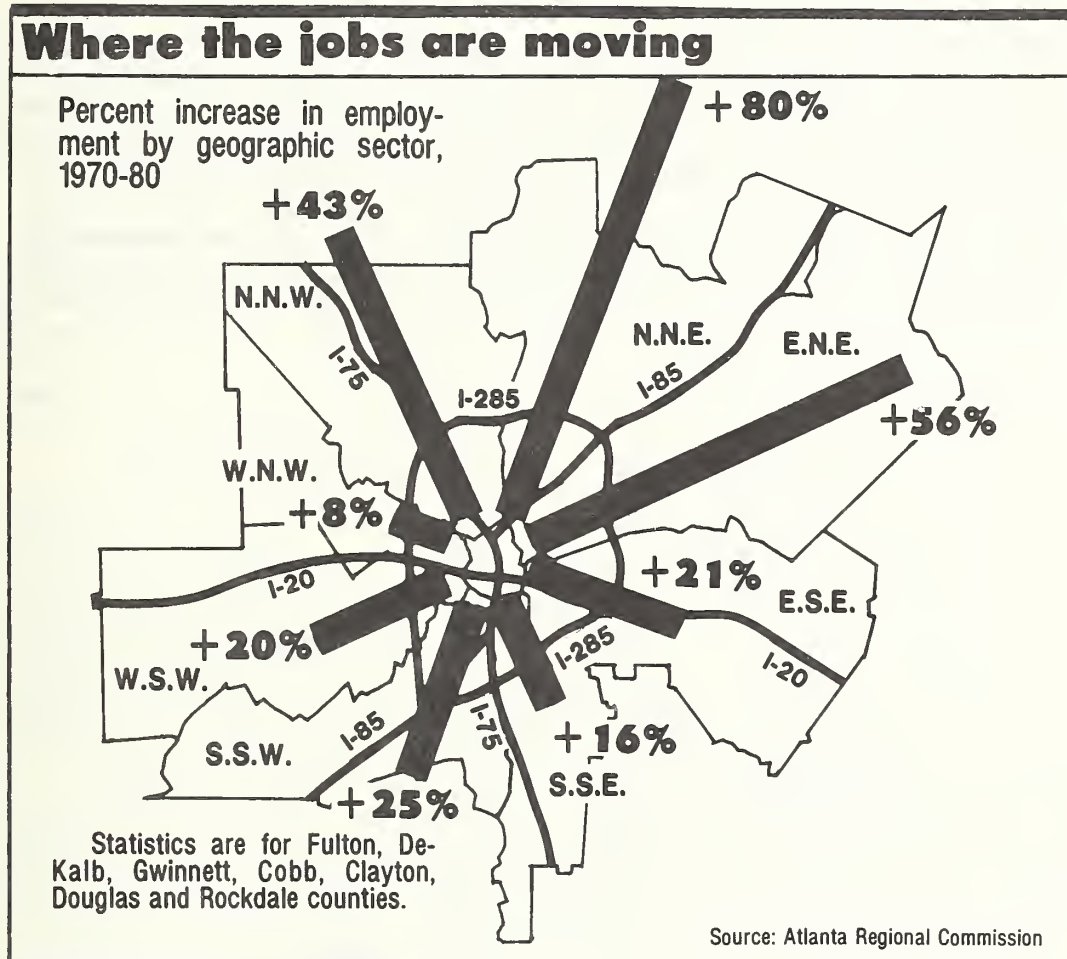 Where the jobs are moving
Percent increase in employ-
ment by geographic sector,
1970-80
+80%
+43%
N.N.W.
N.N.E.
E.N.E.
I-75
I-85
I-285
+56%
W.N.W.
+8%
+21%
I-20
E.S.E.
+20%
I-285
I-20
W.S.W.
I-85
I-75
+16%
S.S.W.
S.S.E.
+25%
Statistics are for Fulton, De-
Kalb, Gwinnett, Cobb, Clayton,
Douglas and Rockdale counties.
Source: Atlanta Regional Commission